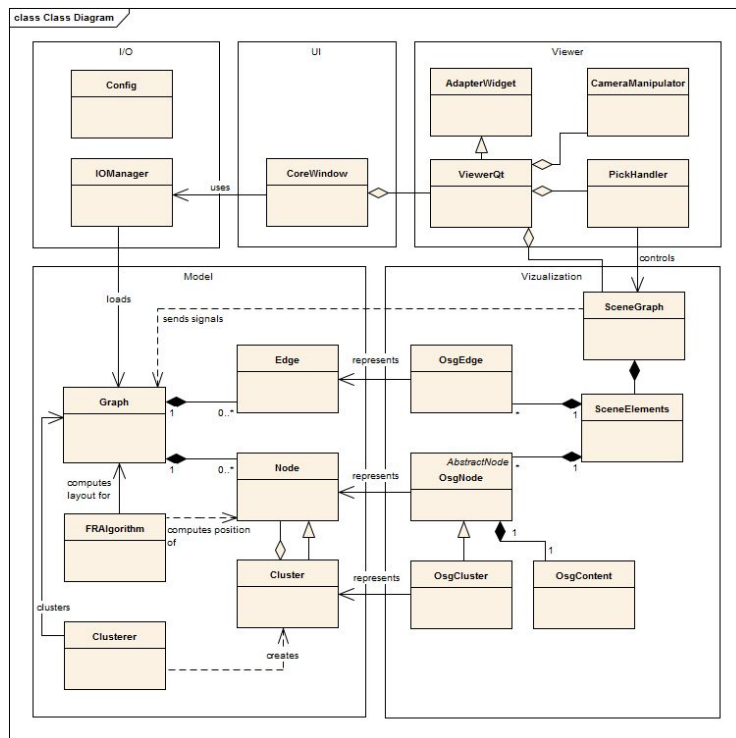 class Class Diagram
I/O
UI
Viewer
Config
AdapterWidget
CameraManipulator
IOManager
CoreWindow
ViewerQt
PickHandler
uses
controls
Model
Vizualization
loads
sends signals
SceneGraph
Edge
represents
OsgEdge
Graph
1
0..*
*
1
SceneElements
Node
1
0..*
represents
AbstractNode
OsgNode
*
1
computes
layout for
FRAlgorithm
computes position
of
1
1
Cluster
represents
OsgCluster
OsgContent
clusters
Clusterer
creates